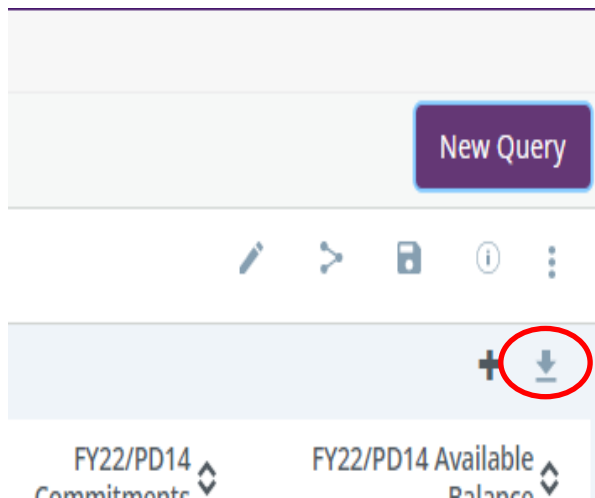 New Query
FY22/PD14
Commitments
FY22/PD14 Available
Balance